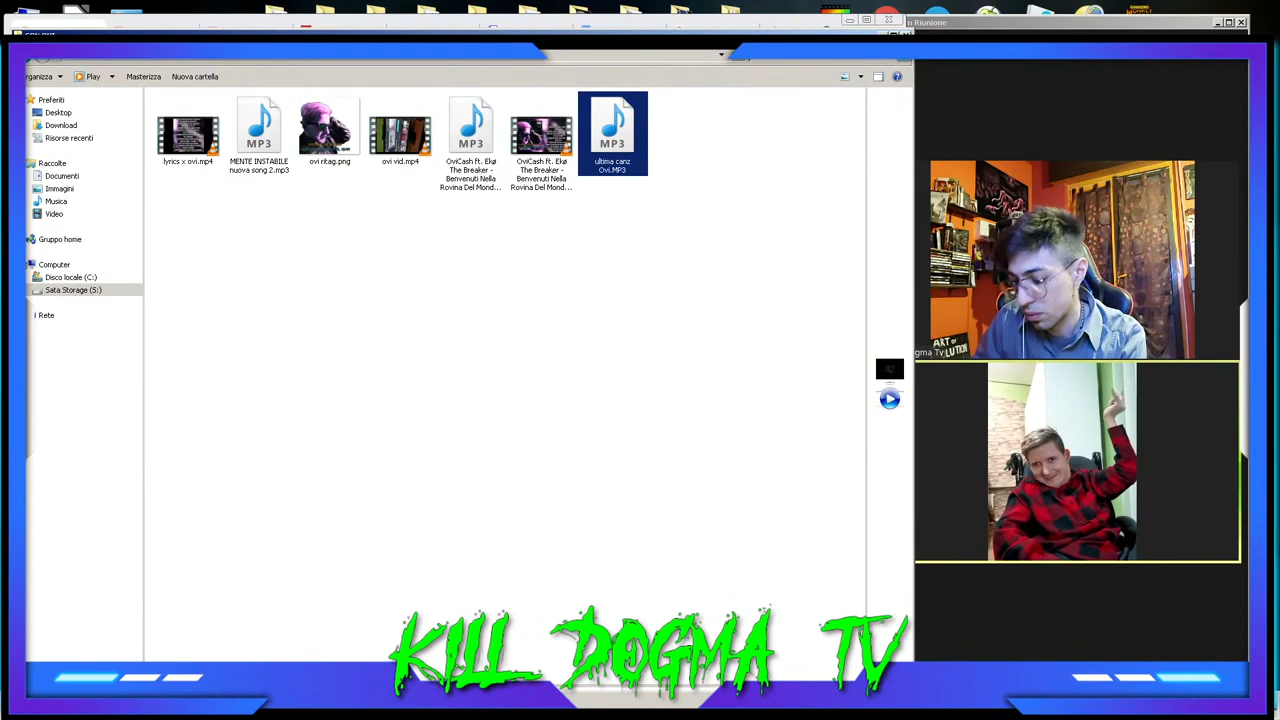 m Riunione
rganizza
Play
Masterizza
Nuova cartella
Preferiti
Desktop
Download
Risorse recenti
Raccolte
Documenti
Immagini
Musica
Video
Gruppo home
Computer
Disco locale (C:)
Sata Storage (S:)
Rete
lyrics x ovi.mp4
MP3
MENTE INSTABILE
nuova song 2.mp3
ovi ritag.png
ovi vid.mp4
MP3
OviCash ft. Ekø
The Breaker -
Benvenuti Nella
Rovina Del Mond...
OviCash ft. Ekø
The Breaker -
Benvenuti Nella
Rovina Del Mond...
MP3
ultima canz
Ovi.MP3
ART OF
LUTION
gma Tv
KILL DOGMA TV